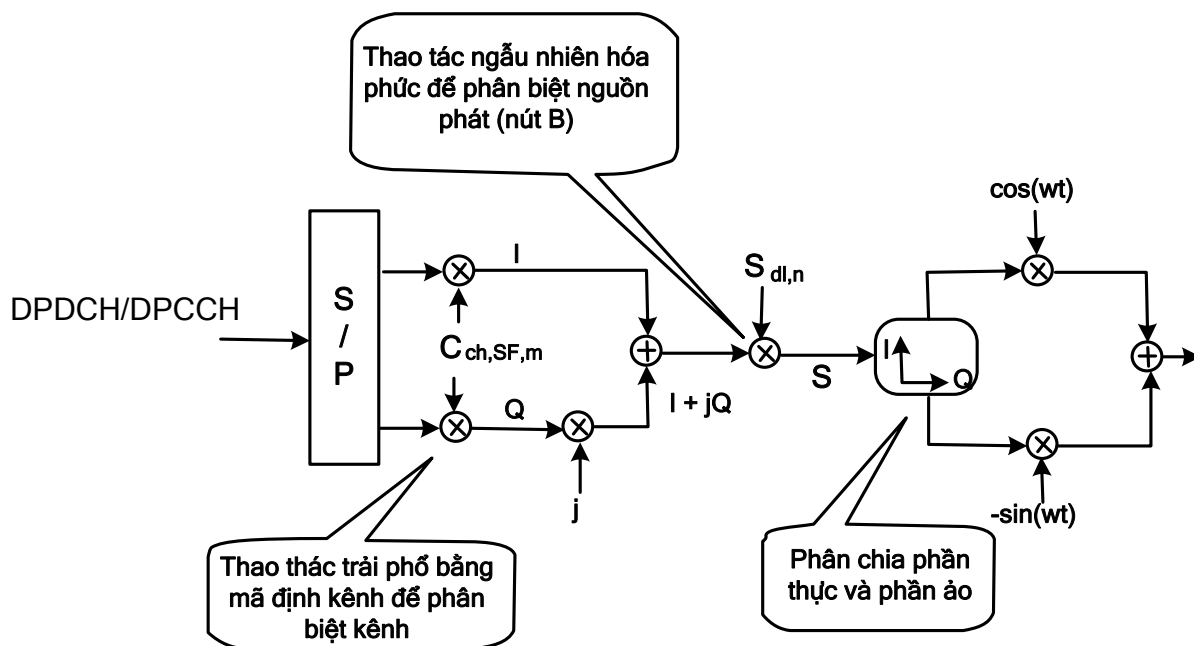 Thao tác ngẫu nhiên hóa
phức để phân biệt nguồn
phát (nút B)
cos(wt)
I
S dl,n
DPDCH/DPCCH
S
/
P
C ch,SF,m
I
Q
S
Q
I + jQ
j
-sin(wt)
Thao thác trải phổ bằng
mã định kênh để phân
biệt kênh
Phân chia phần
thực và phần ảo